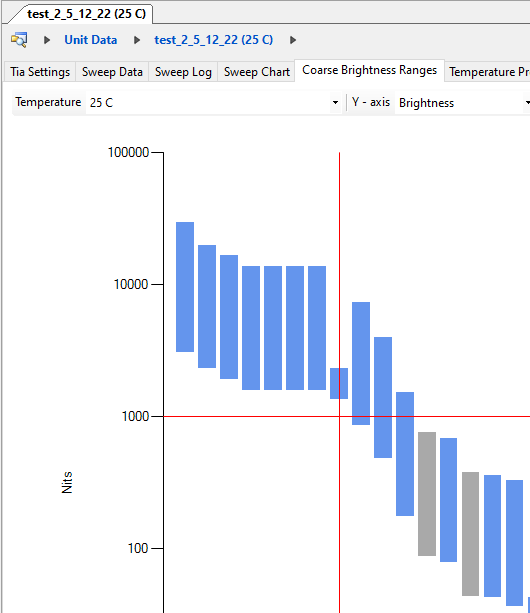 test_2_5_12_22 (25 C)
Unit Data test_2_5_12_22 (25 C)
Tia Settings Sweep Data Sweep Log Sweep Chart Coarse Brightness Ranges Temperature Pr
Temperature 25 C Y - axis Brightness
100000
10000
1000
100
Nits